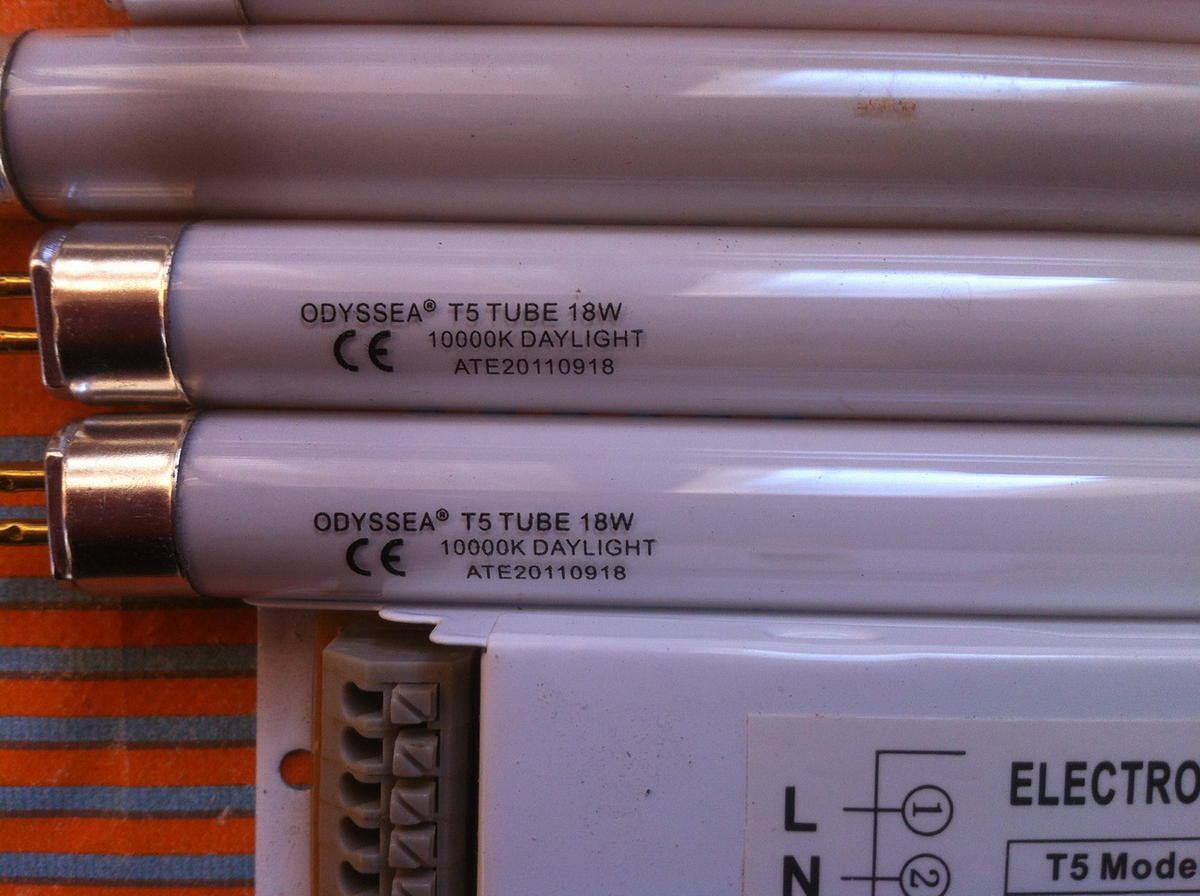 ODYSSEA® T5 TUBE 18W
CE 10000K DAYLIGHT
ATE20110918
ODYSSEA® T5 TUBE 18W
CE 10000K DAYLIGHT
ATE20110918
L 1 ELECTRO
N 2 T5 Mode